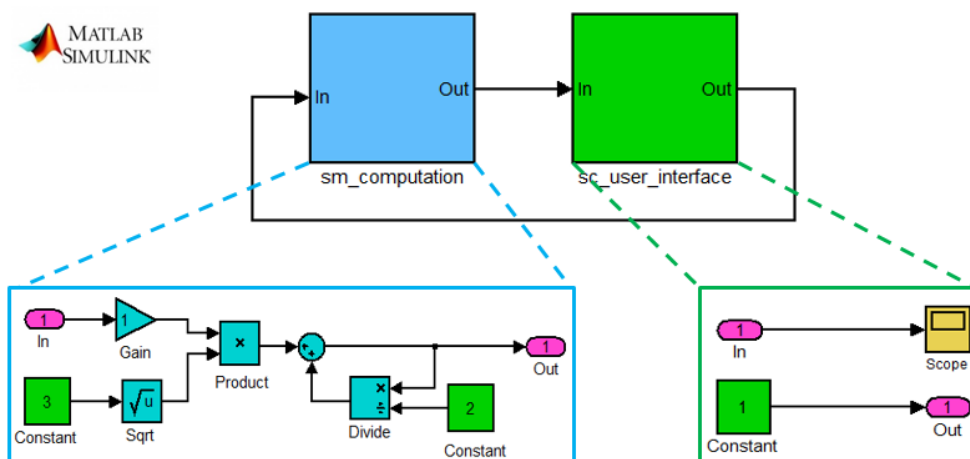 MATLAB
SIMULINK
In
Out
In
Out
sm_computation
sc_user_interface
1
In
1
Gain
×
Product
+
+
1
Out
3
Constant
√u
Sqrt
×
÷
Divide
2
Constant
1
In
Scope
1
Constant
1
Out